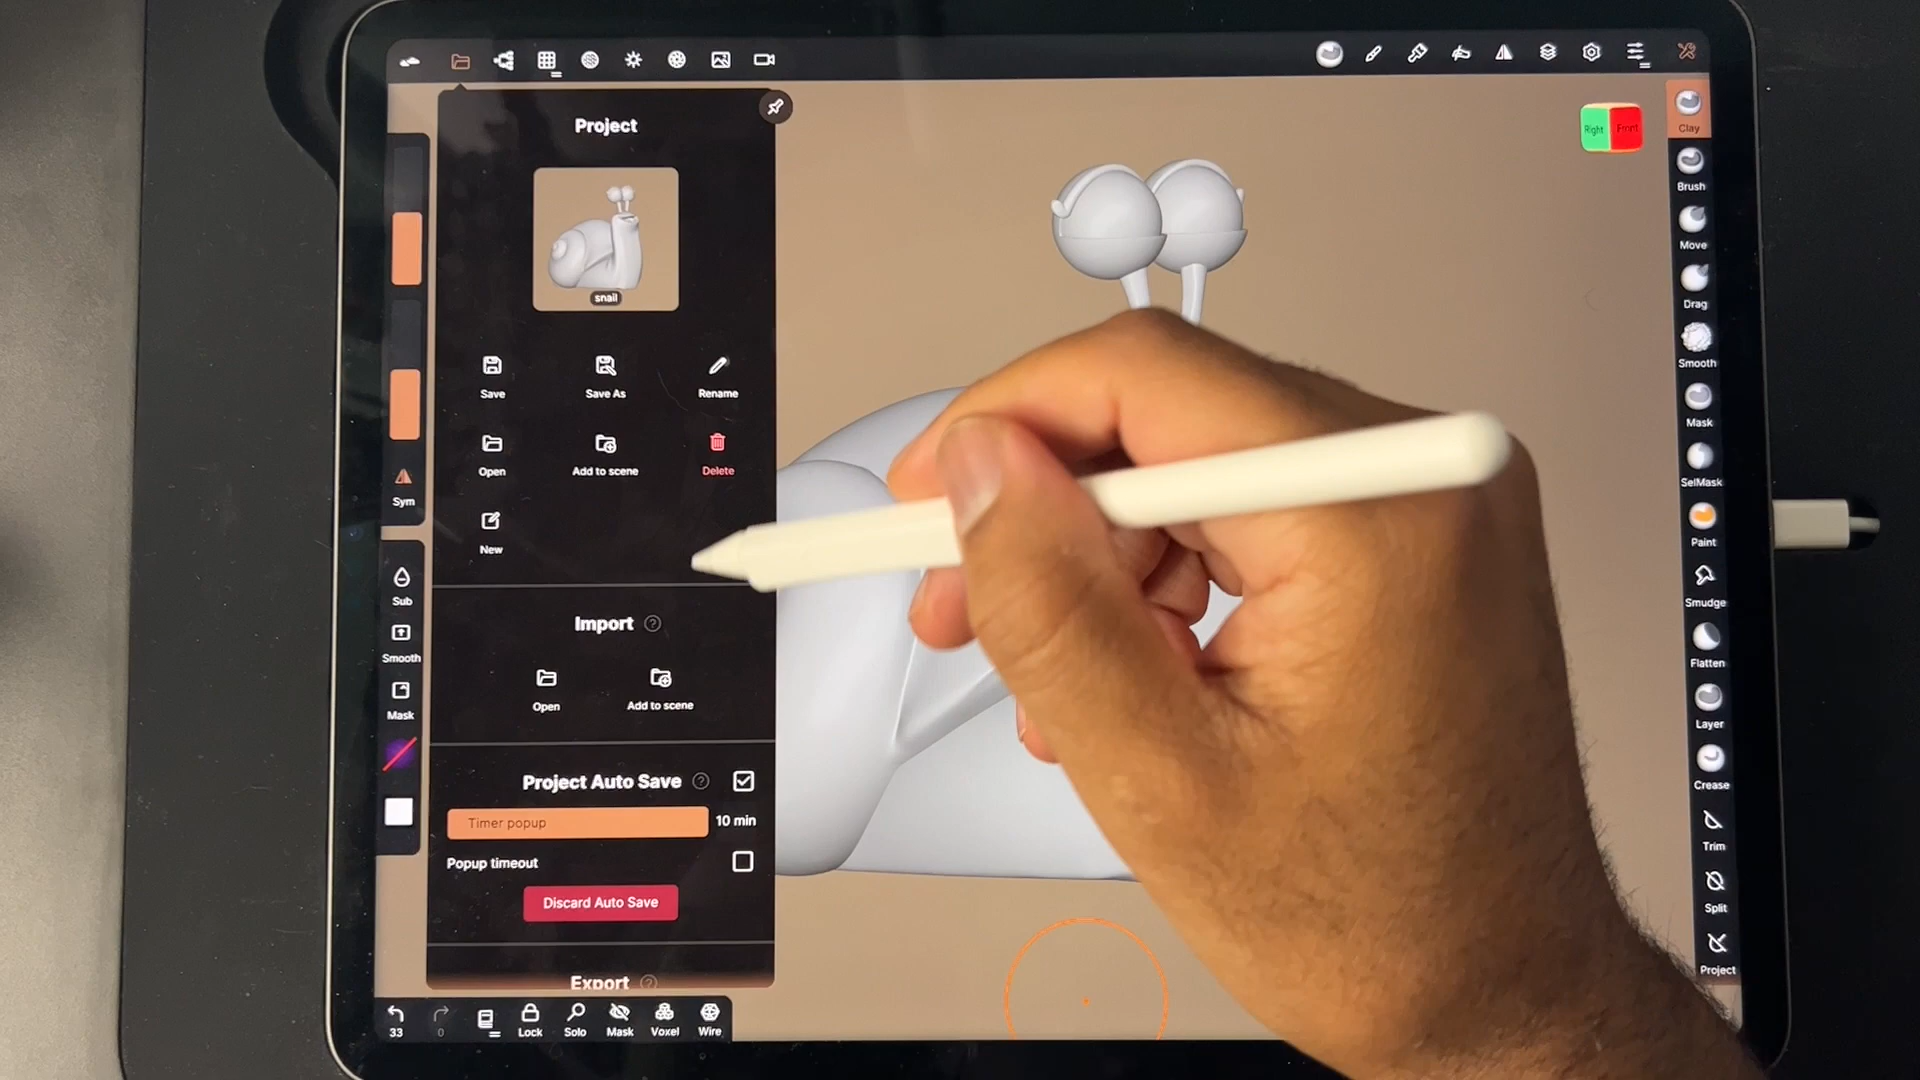 Project
snail
Save
Save As
Rename
Open
Add to scene
Delete
New
Import ?
Open
Add to scene
Project Auto Save ?
Timer popup
10 min
Popup timeout
Discard Auto Save
Export ?
Sym
Sub
Smooth
Mask
33
0
Lock
Solo
Mask
Voxel
Wire
Right
Front
Clay
Brush
Move
Drag
Smooth
Mask
SelMask
Paint
Smudge
Flatten
Layer
Crease
Trim
Split
Project